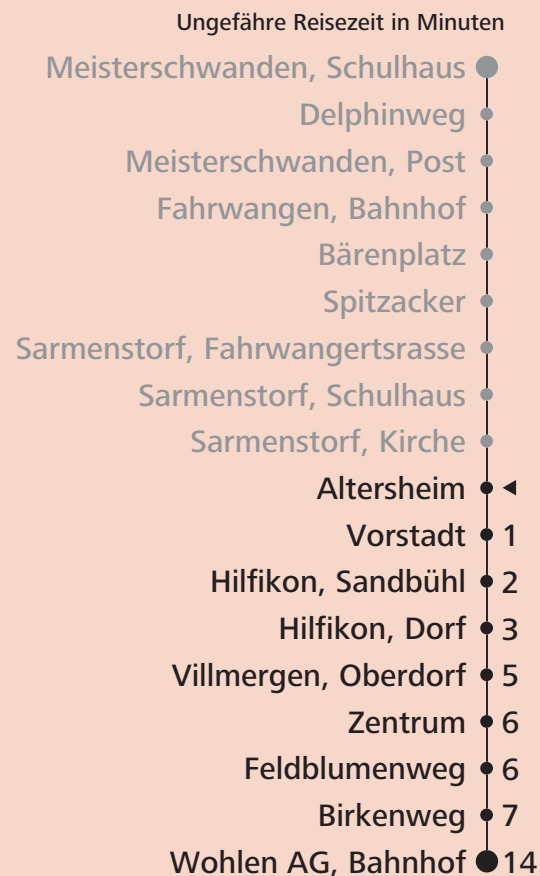 Ungefähre Reisezeit in Minuten
Meisterschwanden, Schulhaus
Delphinweg
Meisterschwanden, Post
Fahrwangen, Bahnhof
Bärenplatz
Spitzacker
Sarmenstorf, Fahrwangertsrasse
Sarmenstorf, Schulhaus
Sarmenstorf, Kirche
Altersheim
Vorstadt 1
Hilfikon, Sandbühl 2
Hilfikon, Dorf 3
Villmergen, Oberdorf 5
Zentrum 6
Feldblumenweg 6
Birkenweg 7
Wohlen AG, Bahnhof 14